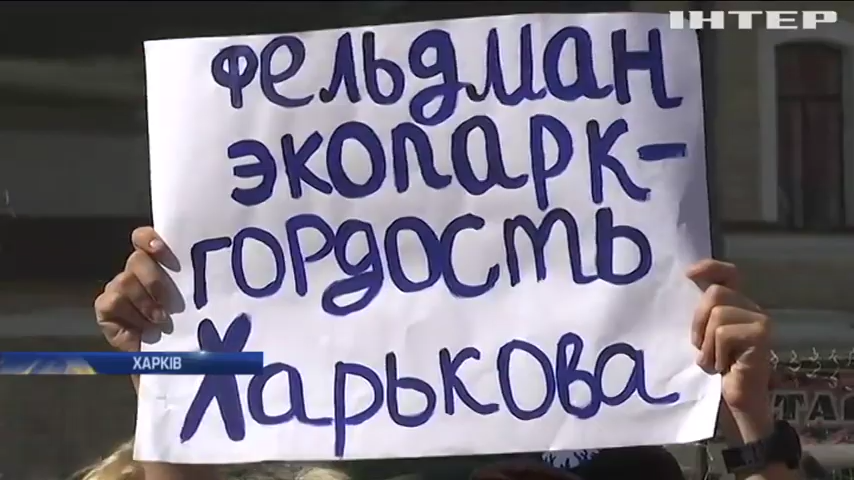 ІНТЕР
Фельдман
экопарк-
гордость
Харькова
ХАРКІВ